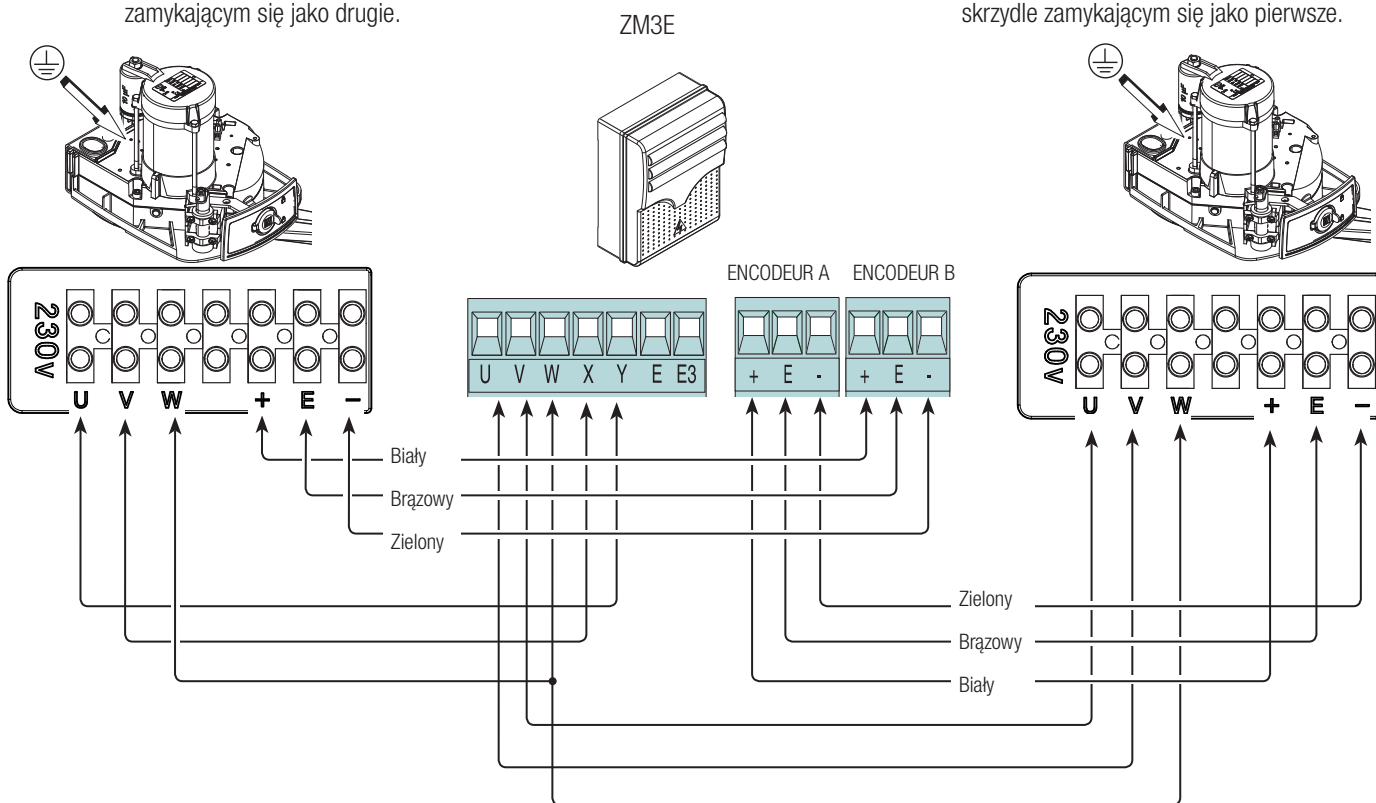 zamykającym się jako drugie.
ZM3E
skrzydle zamykającym się jako pierwsze.
ENCODEUR A ENCODEUR B
230v
U V W + E –
U V W X Y E E3
+ E -
+ E -
230v
U V W + E –
Biały
Brązowy
Zielony
Zielony
Brązowy
Biały